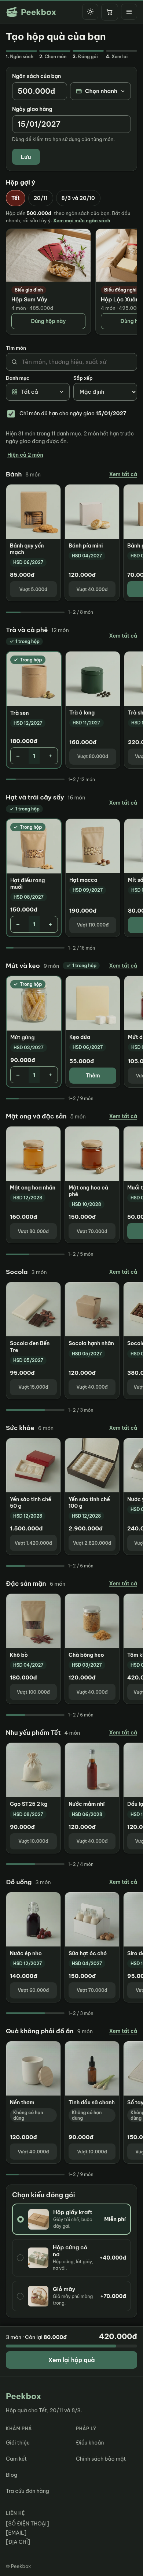 Peekbox
Tạo hộp quà của bạn
1. Ngân sách
2. Chọn món
3. Đóng gói
4. Xem lại
Ngân sách của bạn
500.000đ
Chọn nhanh
Ngày giao hàng
15/01/2027
Dùng để kiểm tra hạn sử dụng của từng món.
Lưu
Hộp gợi ý
Tết
20/11
8/3 và 20/10
Hộp đến 500.000đ, theo ngân sách của bạn. Bắt đầu nhanh, rồi sửa tùy ý. Xem mọi mức ngân sách
Biếu gia đình
Hộp Sum Vầy
4 món · 465.000đ
Dùng hộp này
Hộp Lộc Xuân
Tìm món
Tìm món, thương hiệu, xuất xứ
Danh mục
Sắp xếp
Tất cả
Mặc định
Chỉ món đủ hạn cho ngày giao 15/01/2027
Hiện 81 món trong 11 danh mục. 2 món hết hạn trước ngày giao đang được ẩn.
Hiện cả 2 món
Bánh 8 món
Xem tất cả
Bánh quy yến mạch
HSD 06/2027
85.000đ
Vượt 5.000đ
Bánh pía mini
HSD 04/2027
120.000đ
Vượt 40.000đ
1–2 / 8 món
Trà và cà phê 12 món
Xem tất cả
1 trong hộp
Trong hộp
Trà sen
HSD 12/2027
180.000đ
− 1 +
Trà ô long
HSD 11/2027
160.000đ
Vượt 80.000đ
1–2 / 12 món
Hạt và trái cây sấy 16 món
Xem tất cả
1 trong hộp
Trong hộp
Hạt điều rang muối
HSD 08/2027
150.000đ
− 1 +
Hạt macca
HSD 09/2027
190.000đ
Vượt 110.000đ
1–2 / 16 món
Mứt và kẹo 9 món
1 trong hộp
Xem tất cả
Trong hộp
Mứt gừng
HSD 03/2027
90.000đ
− 1 +
Kẹo dừa
HSD 06/2027
55.000đ
Thêm
1–2 / 9 món
Mật ong và đặc sản 5 món
Xem tất cả
Mật ong hoa nhãn
HSD 12/2028
160.000đ
Vượt 80.000đ
Mật ong hoa cà phê
HSD 10/2028
150.000đ
Vượt 70.000đ
1–2 / 5 món
Socola 3 món
Xem tất cả
Socola đen Bến Tre
HSD 05/2027
95.000đ
Vượt 15.000đ
Socola hạnh nhân
HSD 05/2027
120.000đ
Vượt 40.000đ
1–2 / 3 món
Sức khỏe 6 món
Xem tất cả
Yến sào tinh chế 50 g
HSD 12/2028
1.500.000đ
Vượt 1.420.000đ
Yến sào tinh chế 100 g
HSD 12/2028
2.900.000đ
Vượt 2.820.000đ
1–2 / 6 món
Đặc sản mặn 6 món
Xem tất cả
Khô bò
HSD 04/2027
180.000đ
Vượt 100.000đ
Chà bông heo
HSD 03/2027
120.000đ
Vượt 40.000đ
1–2 / 6 món
Nhu yếu phẩm Tết 4 món
Xem tất cả
Gạo ST25 2 kg
HSD 08/2027
90.000đ
Vượt 10.000đ
Nước mắm nhĩ
HSD 06/2028
120.000đ
Vượt 40.000đ
1–2 / 4 món
Đồ uống 3 món
Xem tất cả
Nước ép nho
HSD 12/2027
140.000đ
Vượt 60.000đ
Sữa hạt óc chó
HSD 04/2027
150.000đ
Vượt 70.000đ
1–2 / 3 món
Quà không phải đồ ăn 9 món
Xem tất cả
Nến thơm
Không có hạn dùng
120.000đ
Vượt 40.000đ
Tinh dầu sả chanh
Không có hạn dùng
90.000đ
Vượt 10.000đ
1–2 / 9 món
Chọn kiểu đóng gói
Hộp giấy kraft
Giấy tái chế, buộc dây gai.
Miễn phí
Hộp cứng có nơ
Hộp cứng, lót giấy, nơ vải.
+40.000đ
Giỏ mây
Giỏ mây phủ màng trong.
+70.000đ
3 món · Còn lại 80.000đ
420.000đ
Xem lại hộp quà
Peekbox
Hộp quà cho Tết, 20/11 và 8/3.
KHÁM PHÁ
PHÁP LÝ
Giới thiệu
Điều khoản
Cam kết
Chính sách bảo mật
Blog
Tra cứu đơn hàng
LIÊN HỆ
[SỐ ĐIỆN THOẠI]
[EMAIL]
[ĐỊA CHỈ]
© Peekbox